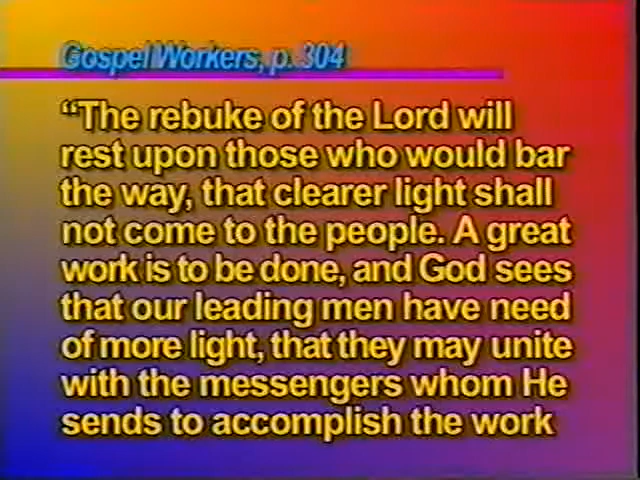 Gospel Workers, p. 304
“The rebuke of the Lord will
rest upon those who would bar
the way, that clearer light shall
not come to the people. A great
work is to be done, and God sees
that our leading men have need
of more light, that they may unite
with the messengers whom He
sends to accomplish the work